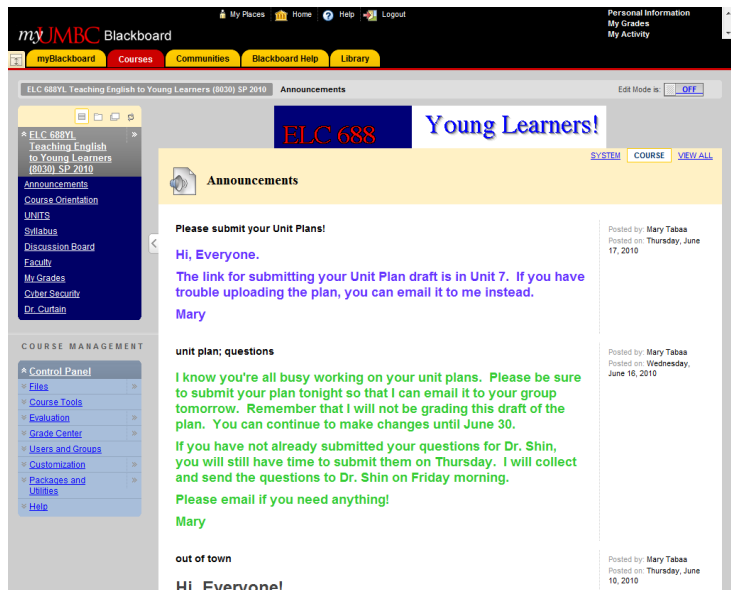 My Places Home Help Logout
Personal Information
My Grades
My Activity
myUMBC Blackboard
myBlackboard Courses Communities Blackboard Help Library
ELC 688YL Teaching English to Young Learners (8030) SP 2010 Announcements
Edit Mode is: OFF
ELC 688YL
Teaching English
to Young Learners
(8030) SP 2010
Announcements
Course Orientation
UNITS
Syllabus
Discussion Board
Faculty
My Grades
Cyber Security
Dr. Curtain
COURSE MANAGEMENT
Control Panel
Files
Course Tools
Evaluation
Grade Center
Users and Groups
Customization
Packages and
Utilities
Help
ELC 688 Young Learners!
SYSTEM COURSE VIEW ALL
Announcements
Please submit your Unit Plans!
Hi, Everyone.
The link for submitting your Unit Plan draft is in Unit 7. If you have
trouble uploading the plan, you can email it to me instead.
Mary
Posted by: Mary Tabaa
Posted on: Thursday, June
17, 2010
unit plan; questions
I know you're all busy working on your unit plans. Please be sure
to submit your plan tonight so that I can email it to your group
tomorrow. Remember that I will not be grading this draft of the
plan. You can continue to make changes until June 30.
If you have not already submitted your questions for Dr. Shin,
you will still have time to submit them on Thursday. I will collect
and send the questions to Dr. Shin on Friday morning.
Please email if you need anything!
Mary
Posted by: Mary Tabaa
Posted on: Wednesday,
June 16, 2010
out of town
Hi, Everyone!
Posted by: Mary Tabaa
Posted on: Thursday, June
10, 2010